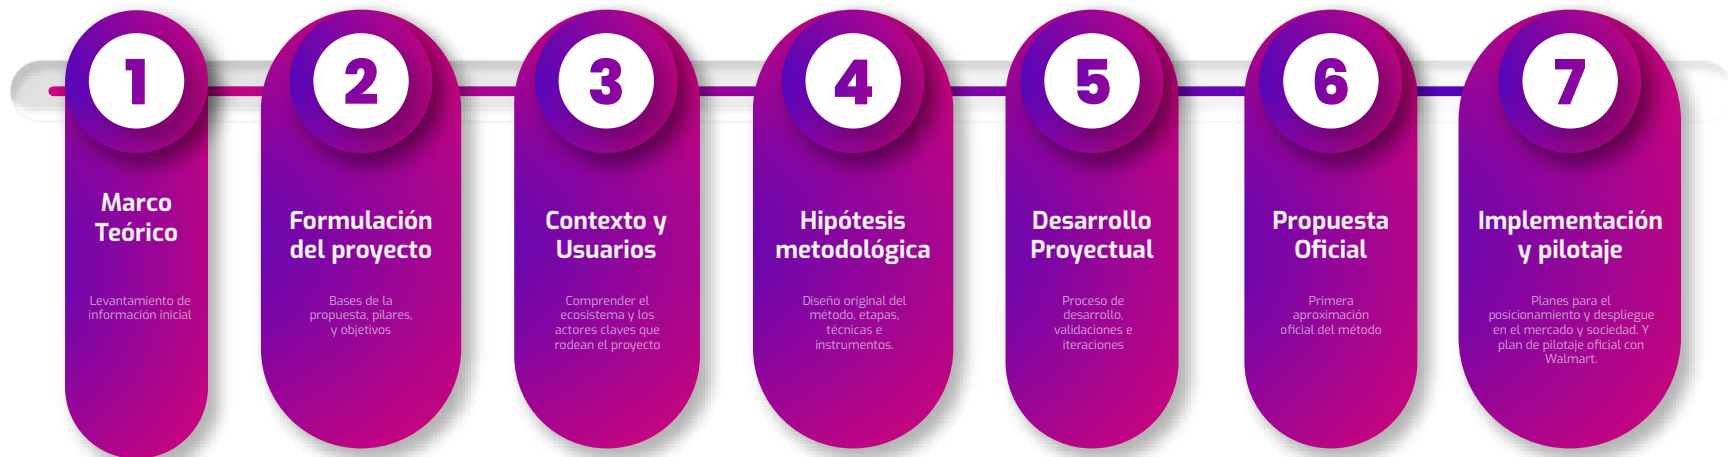 1
Marco
Teórico
Levantamiento de
información inicial
2
Formulación
del proyecto
Bases de la
propuesta, pilares,
y objetivos
3
Contexto y
Usuarios
Comprender el
ecosistema y los
actores claves que
rodean el proyecto
4
Hipótesis
metodológica
Diseño original del
método, etapas,
técnicas e
instrumentos.
5
Desarrollo
Proyectual
Proceso de
desarrollo,
validaciones e
iteraciones
6
Propuesta
Oficial
Primera
aproximación
oficial del método
7
Implementación
y pilotaje
Planes para el
posicionamiento y despliegue
en el mercado y sociedad. Y
plan de pilotaje oficial con
Walmart.